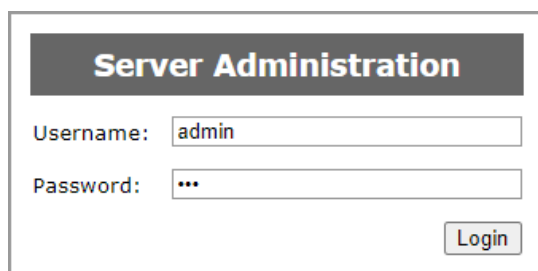 Server Administration
Username: admin
Password: •••
Login